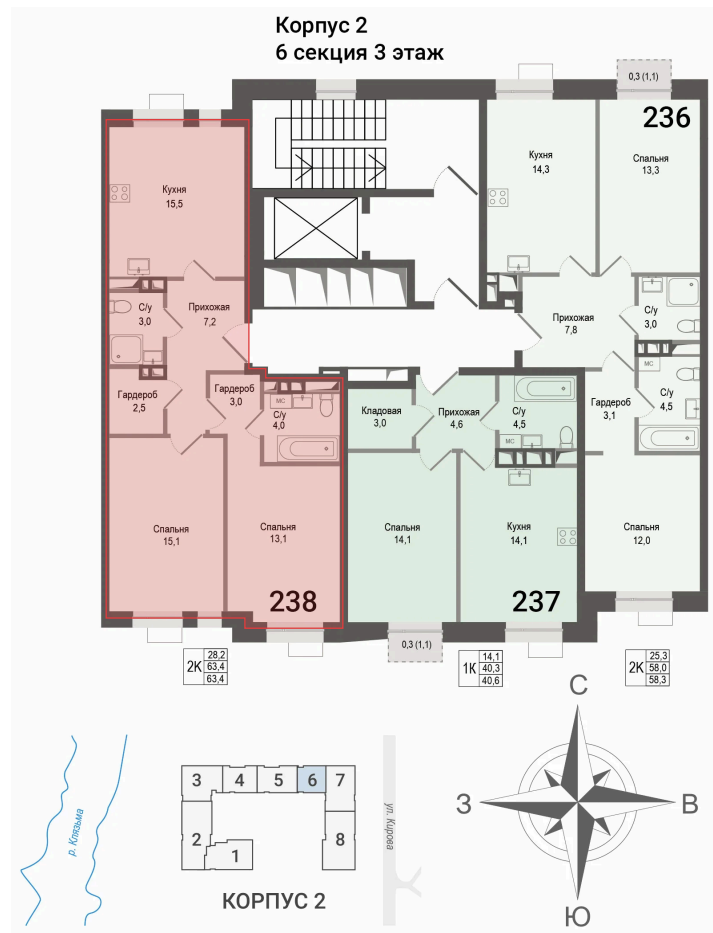 Корпус 2
6 секция 3 этаж
0,3 (1,1)
236
Кухня
15,5
Кухня
14,3
Спальня
13,3
С/у
3,0
Прихожая
7,2
Прихожая
7,8
С/у
3,0
МС
Гардероб
2,5
Гардероб
3,0
МС
С/у
4,0
Кладовая
3,0
Прихожая
4,6
С/у
4,5
МС
Гардероб
3,1
С/у
4,5
Спальня
15,1
Спальня
13,1
Спальня
14,1
Кухня
14,1
Спальня
12,0
238
237
0,3 (1,1)
2К
28,2
63,4
63,4
1К
14,1
40,3
40,6
2К
25,3
58,0
58,3
р. Клязьма
3
4
5
6
7
2
1
8
КОРПУС 2
ул. Кирова
С
З
В
Ю